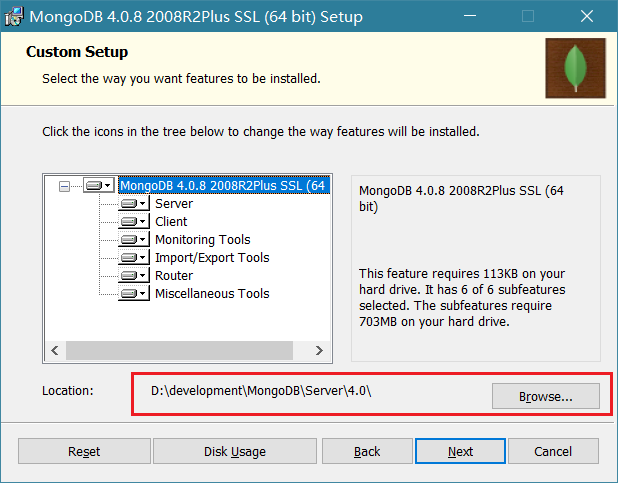 MongoDB 4.0.8 2008R2Plus SSL (64 bit) Setup
Custom Setup
Select the way you want features to be installed.
Click the icons in the tree below to change the way features will be installed.
MongoDB 4.0.8 2008R2Plus SSL (64
Server
Client
Monitoring Tools
Import/Export Tools
Router
Miscellaneous Tools
MongoDB 4.0.8 2008R2Plus SSL (64
bit)
This feature requires 113KB on your
hard drive. It has 6 of 6 subfeatures
selected. The subfeatures require
703MB on your hard drive.
Location:
D:\development\MongoDB\Server\4.0\
Browse...
Reset
Disk Usage
Back
Next
Cancel